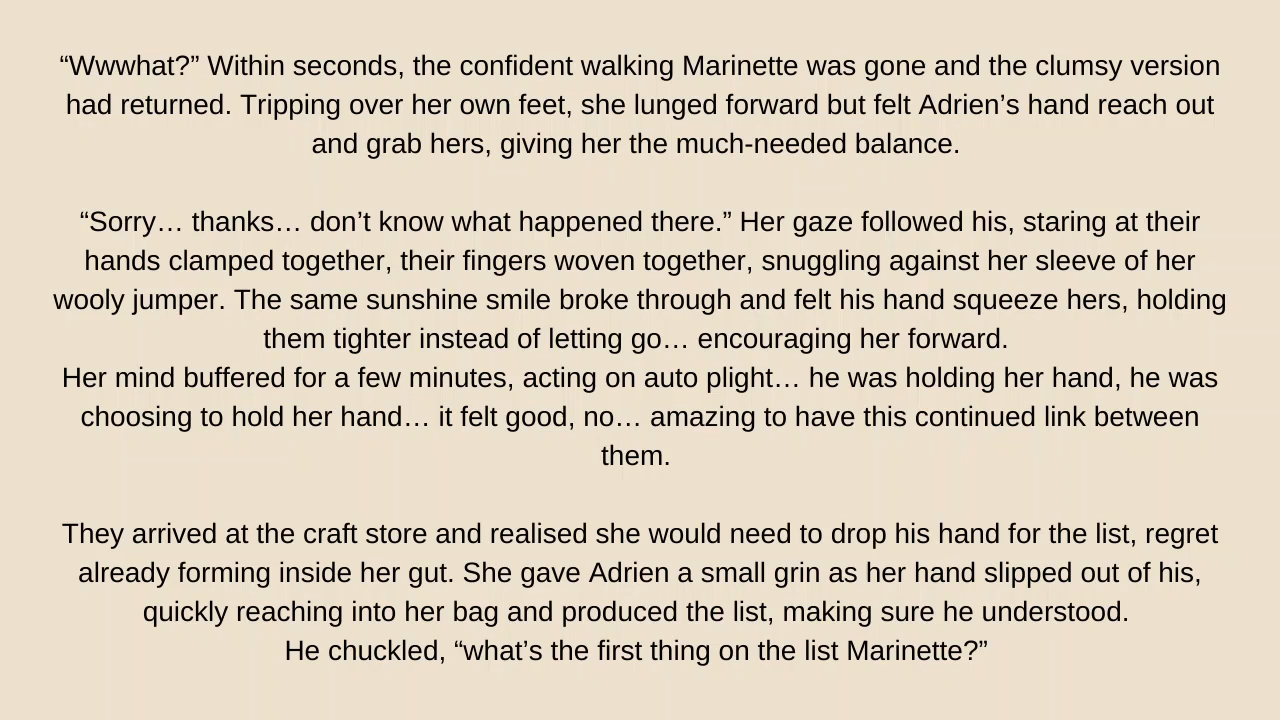 “Wwwhat?” Within seconds, the confident walking Marinette was gone and the clumsy version
had returned. Tripping over her own feet, she lunged forward but felt Adrien’s hand reach out
and grab hers, giving her the much-needed balance.
“Sorry… thanks… don’t know what happened there.” Her gaze followed his, staring at their
hands clamped together, their fingers woven together, snuggling against her sleeve of her
wooly jumper. The same sunshine smile broke through and felt his hand squeeze hers, holding
them tighter instead of letting go… encouraging her forward.
Her mind buffered for a few minutes, acting on auto plight… he was holding her hand, he was
choosing to hold her hand… it felt good, no… amazing to have this continued link between
them.
They arrived at the craft store and realised she would need to drop his hand for the list, regret
already forming inside her gut. She gave Adrien a small grin as her hand slipped out of his,
quickly reaching into her bag and produced the list, making sure he understood.
He chuckled, “what’s the first thing on the list Marinette?”